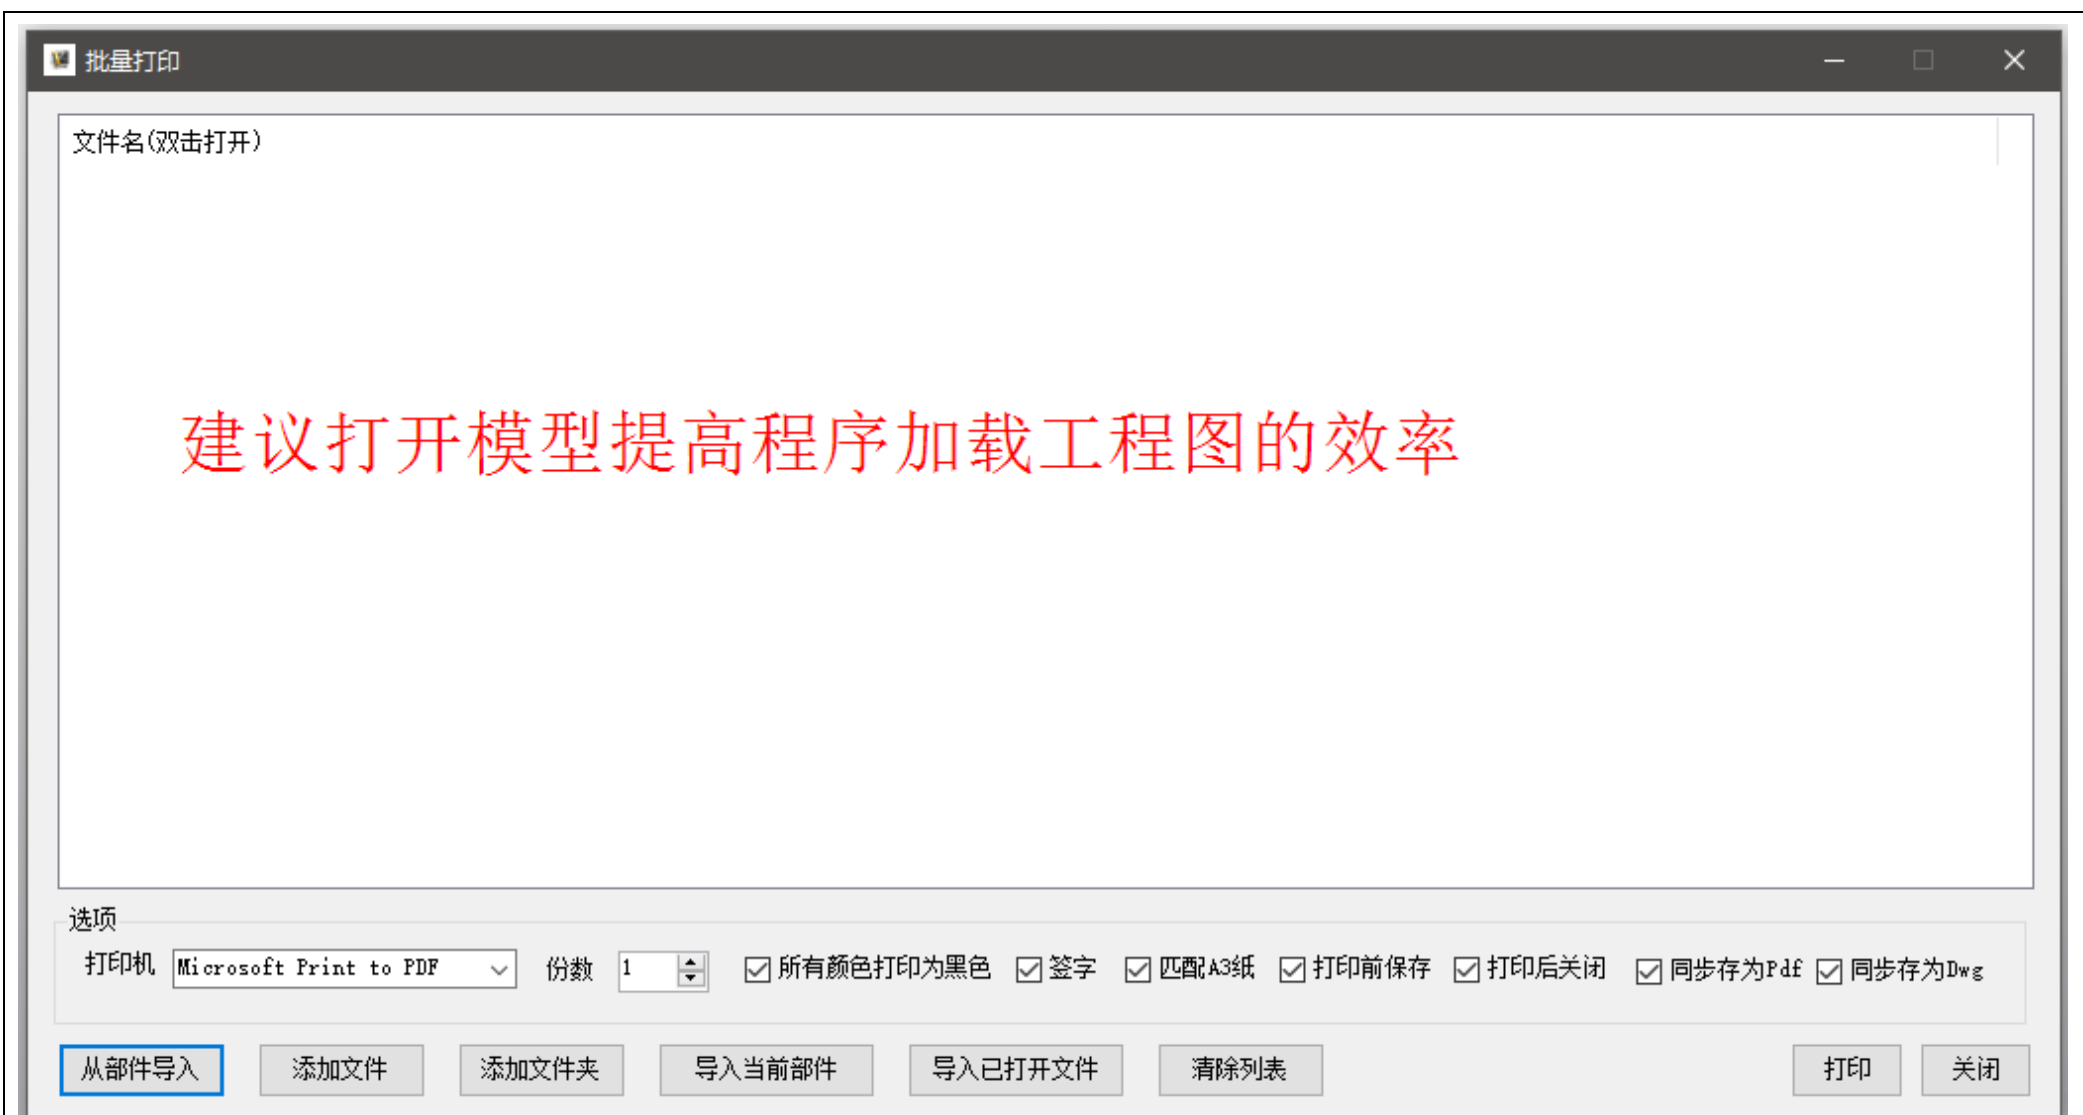 批量打印
文件名(双击打开)
建议打开模型提高程序加载工程图的效率
选项
打印机 Microsoft Print to PDF 份数 1 所有颜色打印为黑色 签字 匹配A3纸 打印前保存 打印后关闭 同步存为Pdf 同步存为Dwg
从部件导入 添加文件 添加文件夹 导入当前部件 导入已打开文件 清除列表 打印 关闭